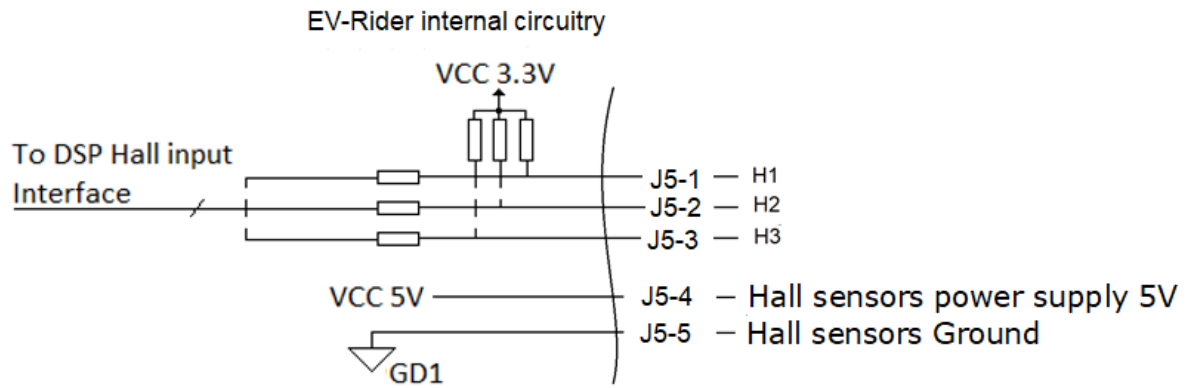 EV-Rider internal circuitry
VCC 3.3V
To DSP Hall input
Interface
J5-1 H1
J5-2 H2
J5-3 H3
VCC 5V J5-4 Hall sensors power supply 5V
J5-5 Hall sensors Ground
GD1